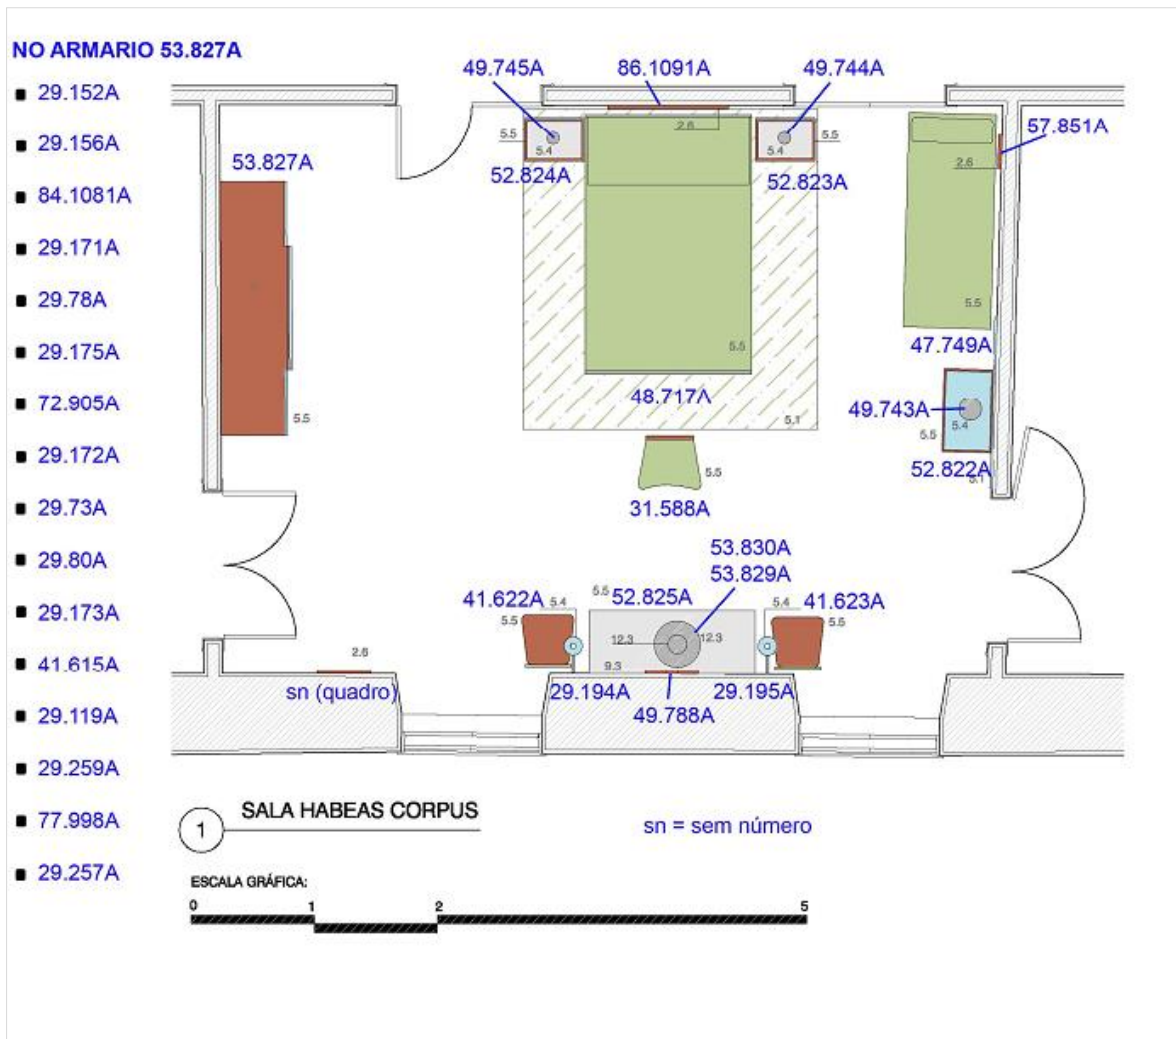 NO ARMARIO 53.827A
29.152A
29.156A
84.1081A
29.171A
29.78A
29.175A
72.905A
29.172A
29.73A
29.80A
29.173A
41.615A
29.119A
29.259A
77.998A
29.257A
49.745A
86.1091A
49.744A
57.851A
5.5
5.4
2.6
5.4
5.5
2.6
53.827A
52.824A
52.823A
5.5
5.5
5.5
47.749A
48.717A
5.1
49.743A
5.4
5.5
52.822A
5.1
5.5
31.588A
53.830A
53.829A
41.622A
5.4
5.5
52.825A
5.4
41.623A
5.5
5.5
12.3
12.3
2.6
9.3
sn (quadro)
29.194A
29.195A
49.788A
1
SALA HABEAS CORPUS
sn = sem número
ESCALA GRÁFICA:
0 1 2 5